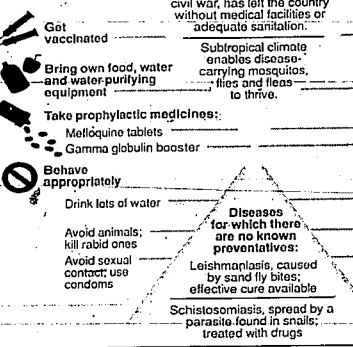 civil war, has left the country
without medical facilities or
adequate sanitation.
Get
vaccinated
Subtropical climate
enables disease-
carrying mosquitos,
flies and fleas
to thrive.
Bring own food, water
and water-purifying
equipment
Take prophylactic medicines:
Mefloquine tablets
Gamma globulin booster
Behave
appropriately
Drink lots of water
Avoid animals;
kill rabid ones
Avoid sexual
contact; use
condoms
Diseases
for which there
are no known
preventatives:
Leishmaniasis, caused
by sand fly bites;
effective cure available
Schistosomiasis, spread by a
parasite found in snails;
treated with drugs